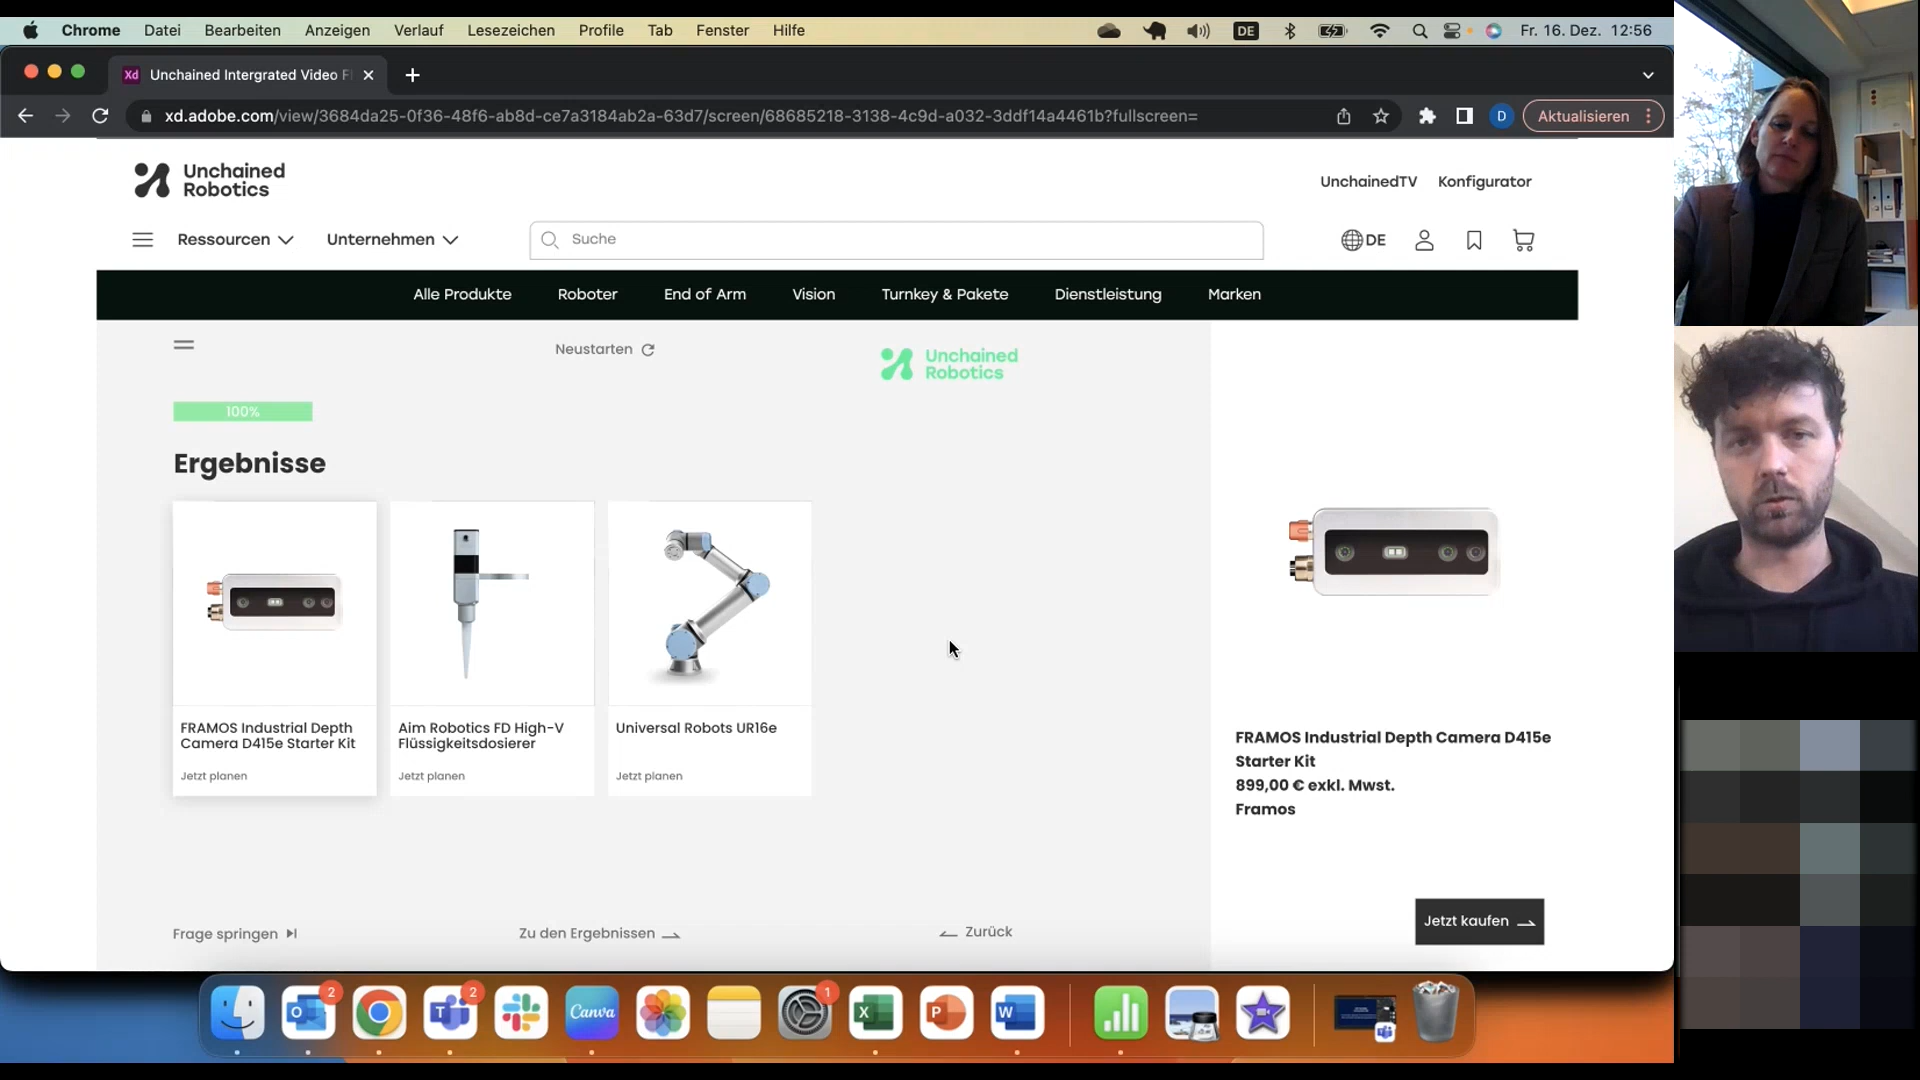 Chrome Datei Bearbeiten Anzeigen Verlauf Lesezeichen Profile Tab Fenster Hilfe DE Fr. 16. Dez. 12:56
Xd Unchained Intergrated Video F
xd.adobe.com/view/3684da25-0f36-48f6-ab8d-ce7a3184ab2a-63d7/screen/68685218-3138-4c9d-a032-3ddf14a4461b?fullscreen= D Aktualisieren
Unchained
Robotics
UnchainedTV Konfigurator
Ressourcen Unternehmen Suche DE
Alle Produkte Roboter End of Arm Vision Turnkey & Pakete Dienstleistung Marken
Neustarten
Unchained
Robotics
100%
Ergebnisse
FRAMOS Industrial Depth
Camera D415e Starter Kit
Jetzt planen
Aim Robotics FD High-V
Flüssigkeitsdosierer
Jetzt planen
Universal Robots UR16e
Jetzt planen
FRAMOS Industrial Depth Camera D415e
Starter Kit
899,00 € exkl. Mwst.
Framos
Jetzt kaufen
Frage springen Zu den Ergebnissen Zurück
2 2 1
O T Canva X P W